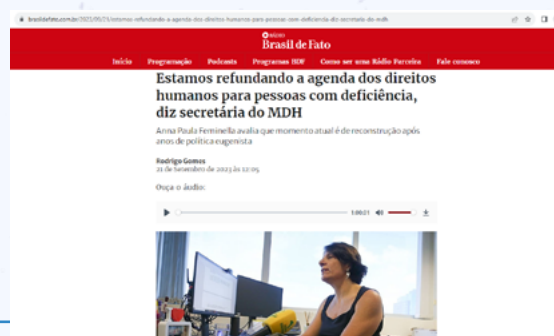 brasildefato.com.br/2023/09/21/estamos-refundando-a-agenda-dos-direitos-humanos-para-pessoas-com-deficiencia-diz-secretaria-do-mdh
RÁDIO
Brasil de Fato
Início Programação Podcasts Programas BDF Como ser uma Rádio Parceira Fale conosco
Estamos refundando a agenda dos direitos
humanos para pessoas com deficiência,
diz secretária do MDH
Anna Paula Feminella avalia que momento atual é de reconstrução após
anos de política eugenista
Rodrigo Gomes
21 de Setembro de 2023 às 12:05
Ouça o áudio:
1:00:21